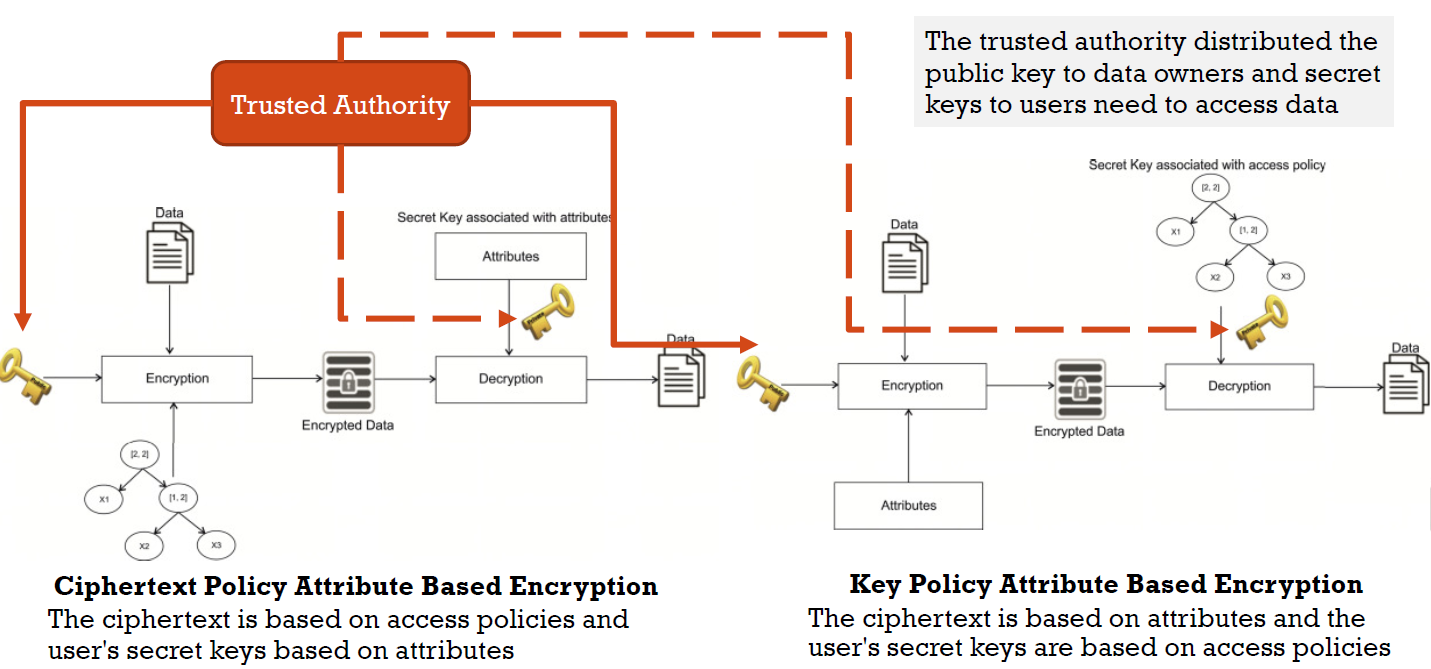 The trusted authority distributed the
public key to data owners and secret
keys to users need to access data
Trusted Authority
Data
Secret Key associated with attributes
Attributes
Private
Public
Encryption
Encrypted Data
Decryption
Data
[2, 2]
X1
[1, 2]
X2
X3
Ciphertext Policy Attribute Based Encryption
The ciphertext is based on access policies and
user's secret keys based on attributes
Secret Key associated with access policy
[2, 2]
X1
[1, 2]
X2
X3
Data
Private
Public
Encryption
Encrypted Data
Decryption
Data
Attributes
Key Policy Attribute Based Encryption
The ciphertext is based on attributes and the
user's secret keys are based on access policies